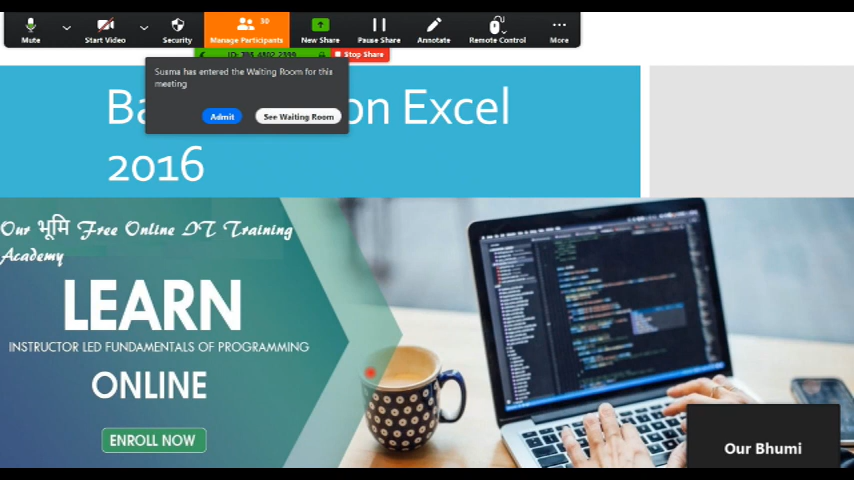 30
Mute
Start Video
Security
Manage Participants
New Share
Pause Share
Annotate
Remote Control
More
Stop Share
Susma has entered the Waiting Room for this
meeting
Admit
See Waiting Room
on Excel
2016
Our भूमि Free Online IT Training
Academy
LEARN
INSTRUCTOR LED FUNDAMENTALS OF PROGRAMMING
ONLINE
ENROLL NOW
Our Bhumi